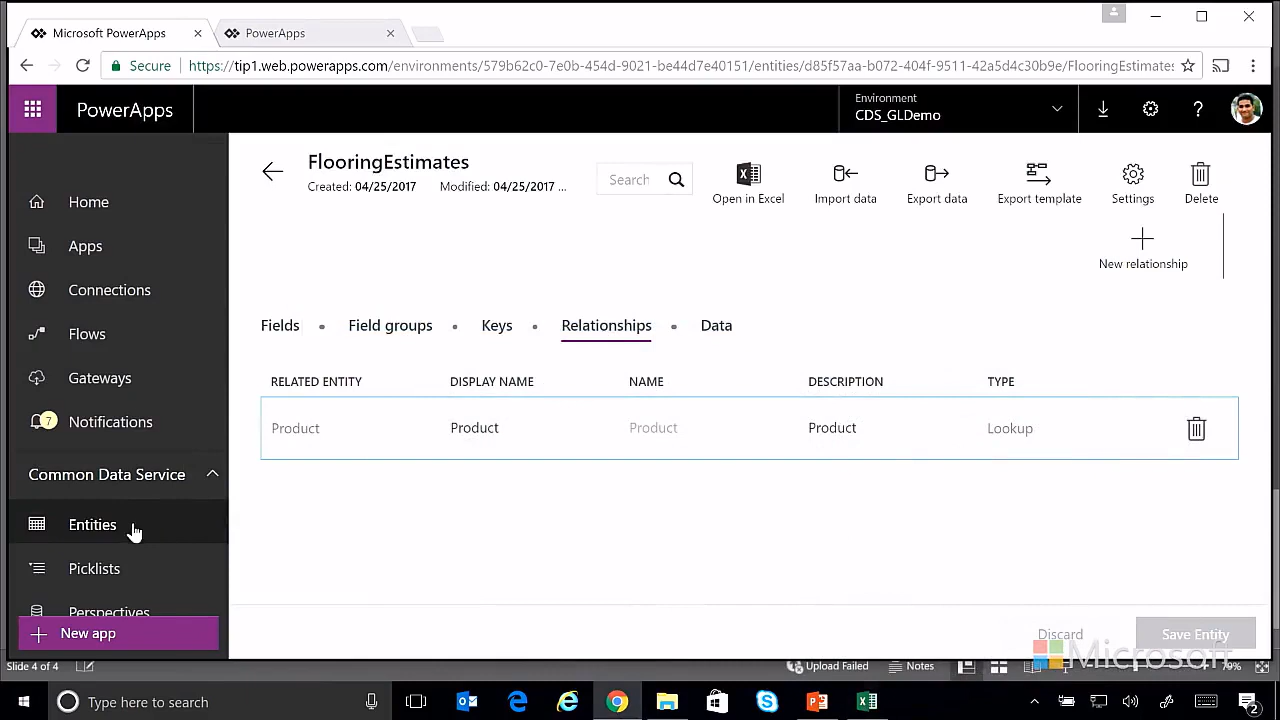 Microsoft PowerApps
PowerApps
Secure
https://tip1.web.powerapps.com/environments/579b62c0-7e0b-454d-9021-be44d7e40151/entities/d85f57aa-b072-404f-9511-42a5d4c30b9e/FlooringEstimates
PowerApps
Environment
CDS_GLDemo
?
Home
Apps
Connections
Flows
Gateways
7
Notifications
Common Data Service
Entities
Picklists
Perspectives
New app
FlooringEstimates
Created: 04/25/2017 Modified: 04/25/2017 ...
Search
Open in Excel
Import data
Export data
Export template
Settings
Delete
New relationship
Fields
Field groups
Keys
Relationships
Data
RELATED ENTITY DISPLAY NAME NAME DESCRIPTION TYPE
Product Product Product Product Lookup
Discard
Save Entity
Microsoft
Slide 4 of 4
Upload Failed
Notes
79%
Type here to search
2